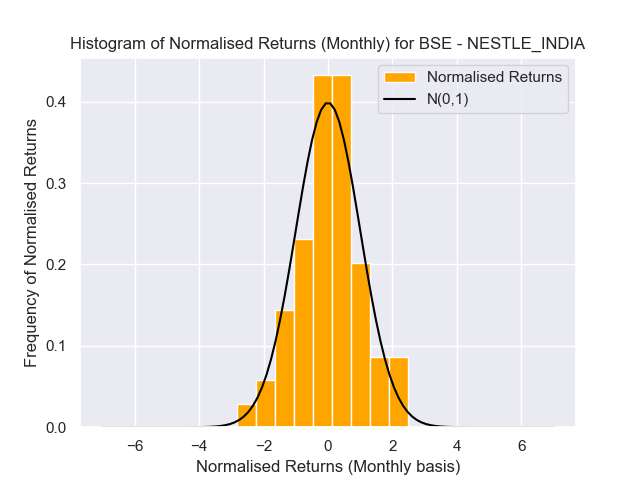 Histogram of Normalised Returns (Monthly) for BSE - NESTLE_INDIA
Normalised Returns
N(0,1)
Frequency of Normalised Returns
0.4
0.3
0.2
0.1
0.0
−6 −4 −2 0 2 4 6
Normalised Returns (Monthly basis)